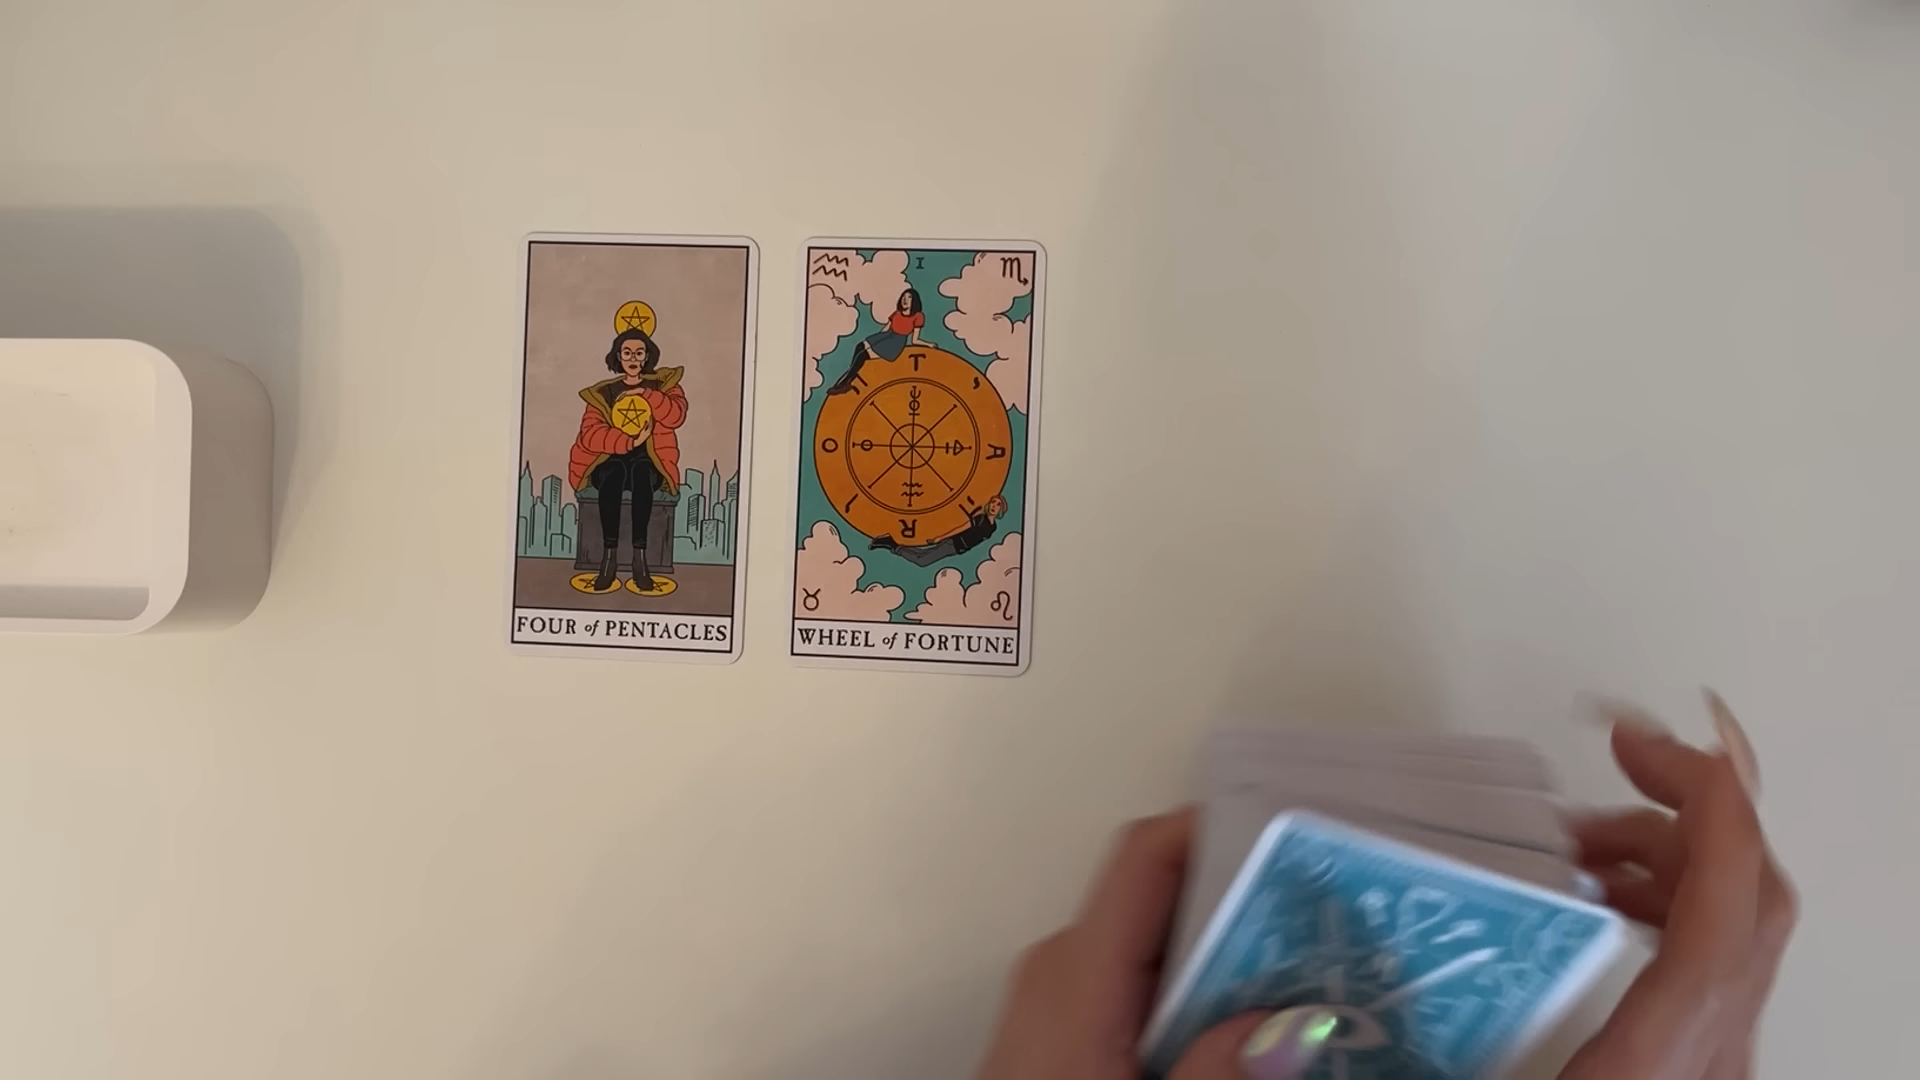 FOUR of PENTACLES
I
T
A
R
O
WHEEL of FORTUNE